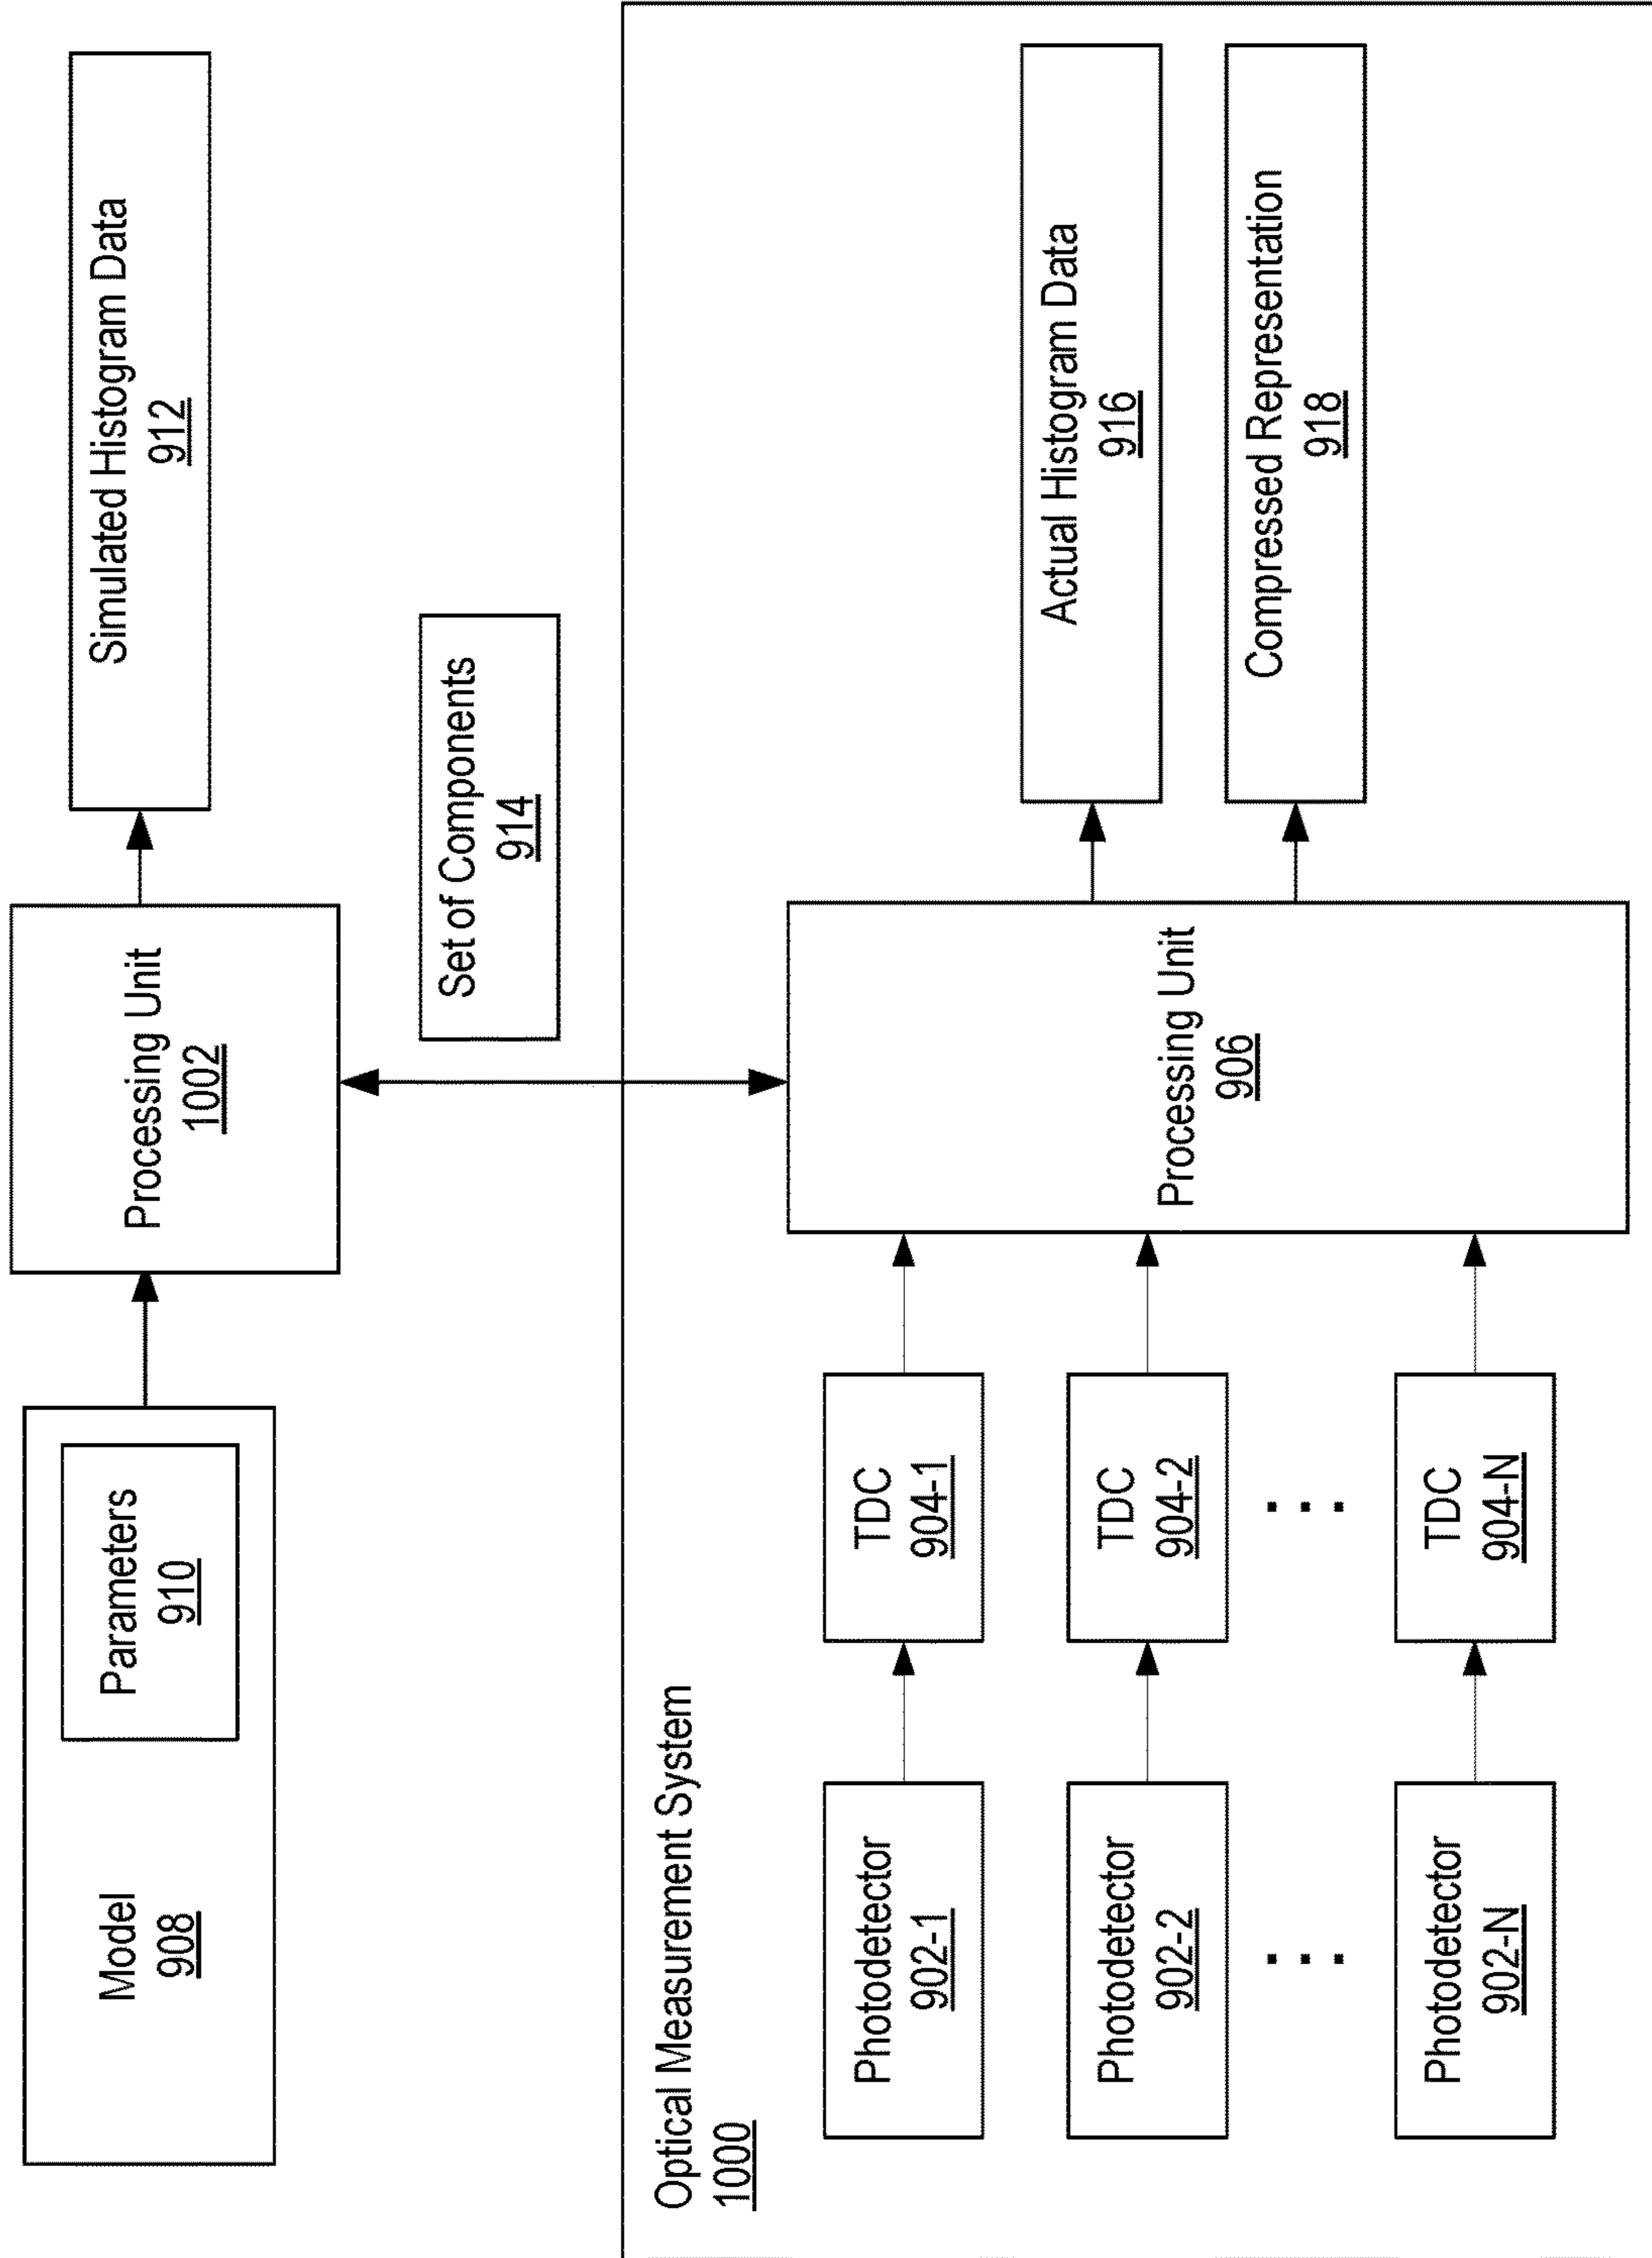 Model
908
Parameters
910
Processing Unit
1002
Simulated Histogram Data
912
Set of Components
914
Optical Measurement System
1000
Photodetector
902-1
TDC
904-1
Photodetector
902-2
TDC
904-2
...
...
Photodetector
902-N
TDC
904-N
Processing Unit
906
Actual Histogram Data
916
Compressed Representation
918